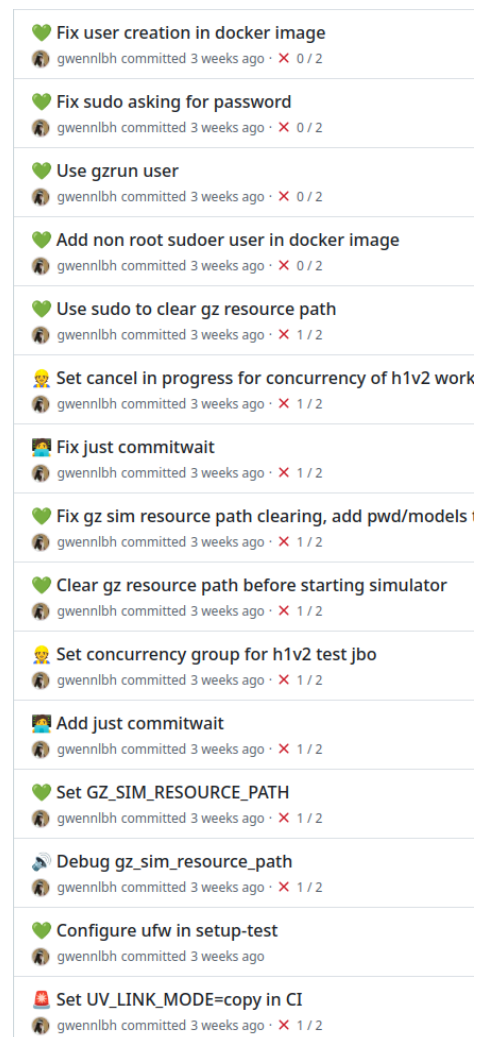 💚 Fix user creation in docker image
gwennlbh committed 3 weeks ago · ✕ 0 / 2
💚 Fix sudo asking for password
gwennlbh committed 3 weeks ago · ✕ 0 / 2
💚 Use gzrun user
gwennlbh committed 3 weeks ago · ✕ 0 / 2
💚 Add non root sudoer user in docker image
gwennlbh committed 3 weeks ago · ✕ 0 / 2
💚 Use sudo to clear gz resource path
gwennlbh committed 3 weeks ago · ✕ 1 / 2
👷 Set cancel in progress for concurrency of h1v2 work
gwennlbh committed 3 weeks ago · ✕ 1 / 2
🧑‍💻 Fix just commitwait
gwennlbh committed 3 weeks ago · ✕ 1 / 2
💚 Fix gz sim resource path clearing, add pwd/models
gwennlbh committed 3 weeks ago · ✕ 1 / 2
💚 Clear gz resource path before starting simulator
gwennlbh committed 3 weeks ago · ✕ 1 / 2
👷 Set concurrency group for h1v2 test jbo
gwennlbh committed 3 weeks ago · ✕ 1 / 2
🧑‍💻 Add just commitwait
gwennlbh committed 3 weeks ago · ✕ 1 / 2
💚 Set GZ_SIM_RESOURCE_PATH
gwennlbh committed 3 weeks ago · ✕ 1 / 2
🔊 Debug gz_sim_resource_path
gwennlbh committed 3 weeks ago · ✕ 1 / 2
💚 Configure ufw in setup-test
gwennlbh committed 3 weeks ago
🚨 Set UV_LINK_MODE=copy in CI
gwennlbh committed 3 weeks ago · ✕ 1 / 2